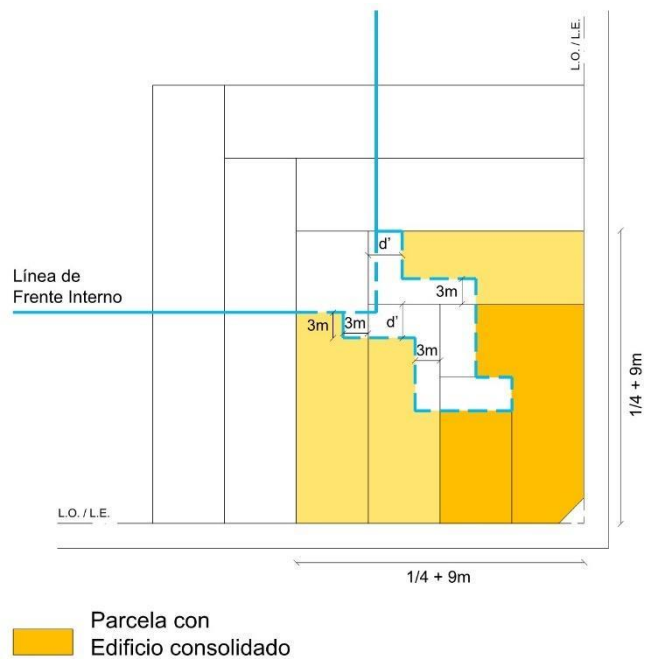 L.O. / L.E.
d'
Línea de
Frente Interno
3m
3m
3m
d'
3m
1/4 + 9m
L.O. / L.E.
1/4 + 9m
Parcela con
Edificio consolidado